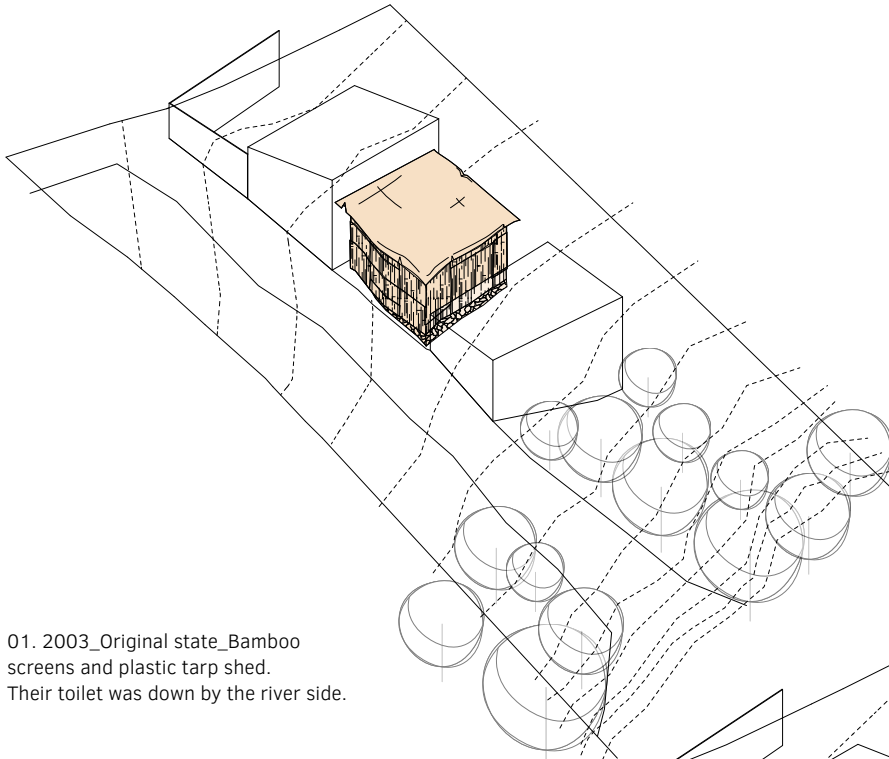 01. 2003_Original state_Bamboo
screens and plastic tarp shed.
Their toilet was down by the river side.